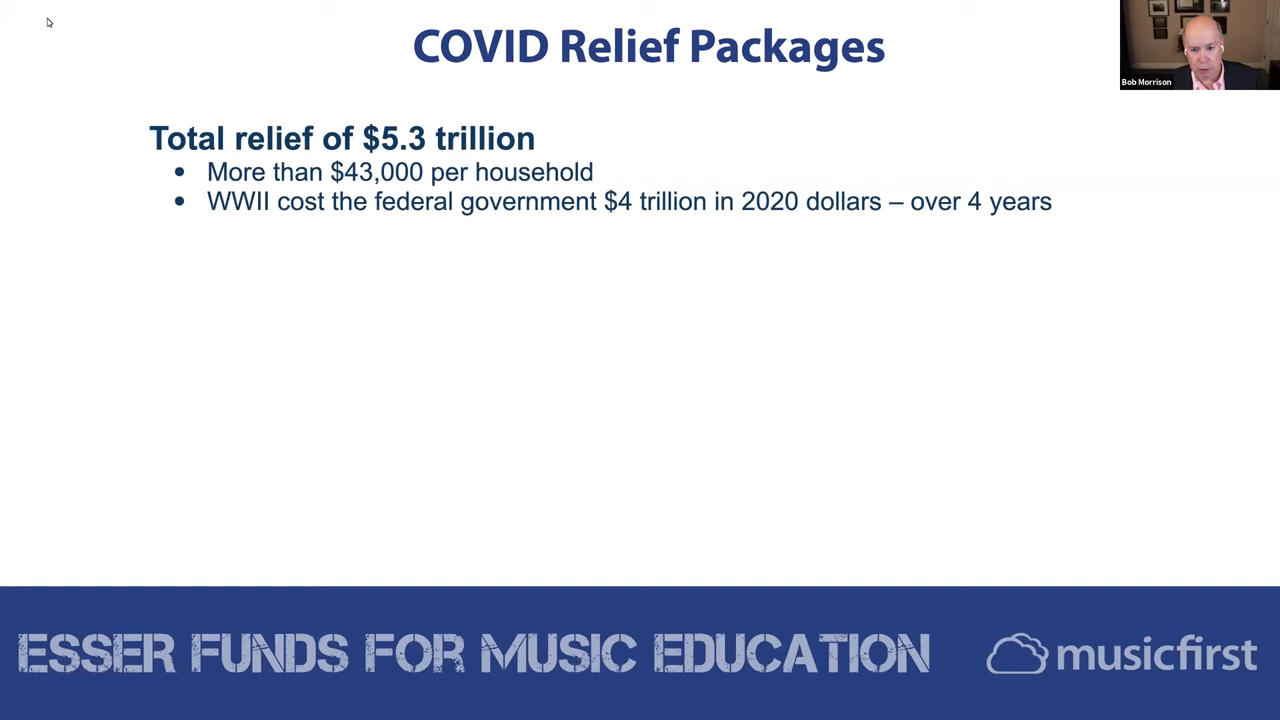 COVID Relief Packages
Bob Morrison
Total relief of $5.3 trillion
• More than $43,000 per household
• WWII cost the federal government $4 trillion in 2020 dollars – over 4 years
ESSER FUNDS FOR MUSIC EDUCATION
musicfirst